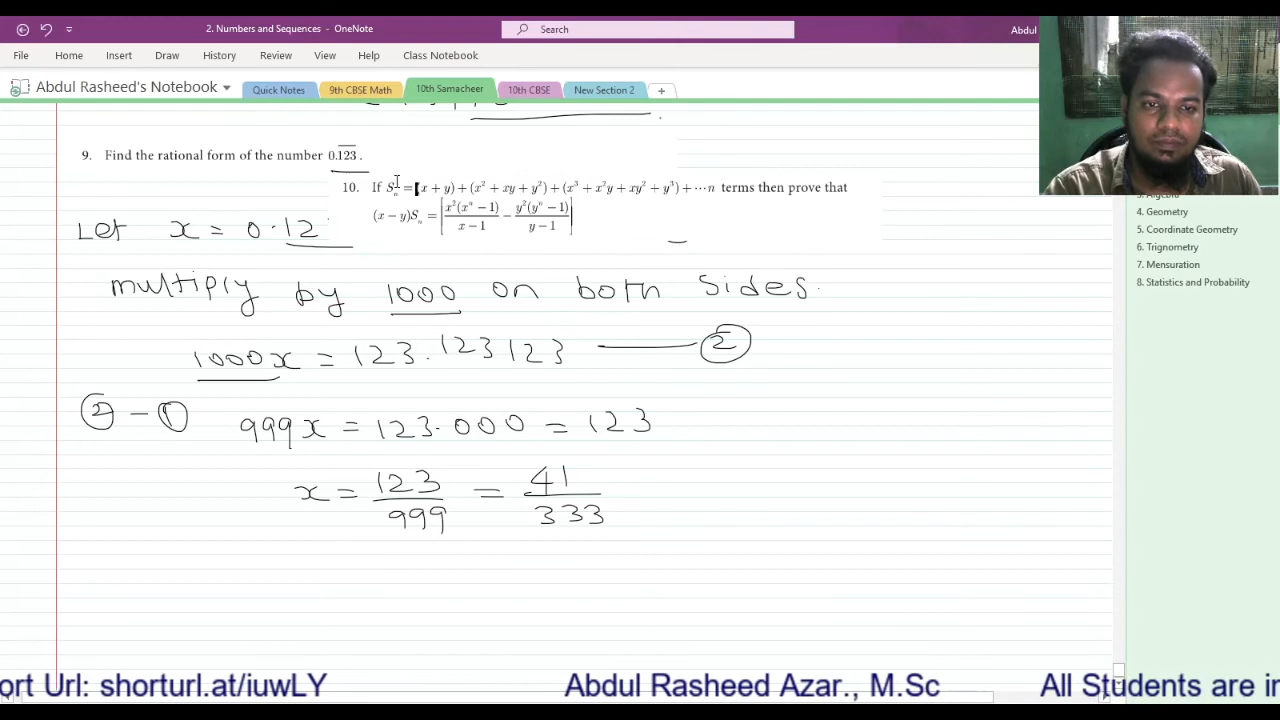 2. Numbers and Sequences - OneNote
Search
Abdul
File Home Insert Draw History Review View Help Class Notebook
Abdul Rasheed's Notebook
Quick Notes 9th CBSE Math 10th Samacheer 10th CBSE New Section 2 +
9. Find the rational form of the number 0.1̅2̅3̅ .
10. If Sₙ = (x + y) + (x² + xy + y²) + (x³ + x²y + xy² + y³) + ⋯ n terms then prove that
(x − y)Sₙ = [x²(xⁿ − 1)/(x − 1) − y²(yⁿ − 1)/(y − 1)]
Let x = 0.12
multiply by 1000 on both sides.
1000x = 123.123123 —— ②
② − ① 999x = 123.000 = 123
x = 123/999 = 41/333
4. Geometry
5. Coordinate Geometry
6. Trignometry
7. Mensuration
8. Statistics and Probability
ort Url: shorturl.at/iuwLY Abdul Rasheed Azar., M.Sc All Students are i